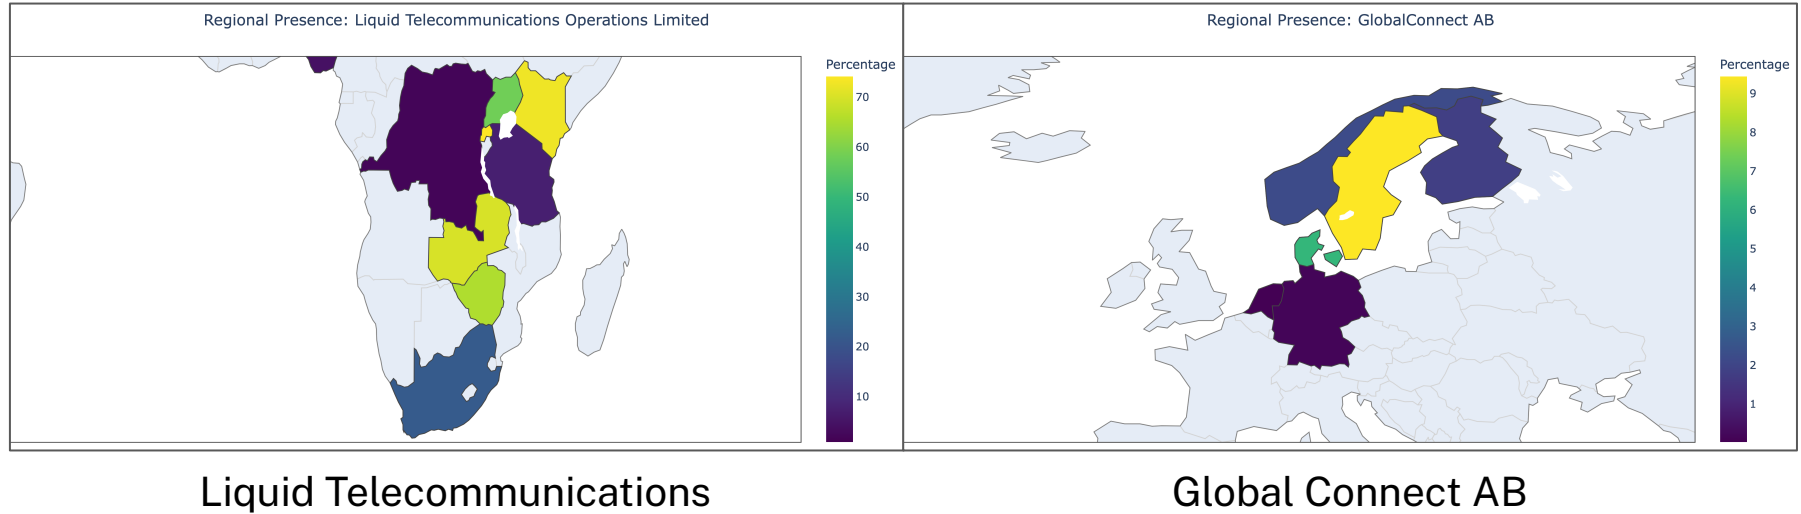 Regional Presence: Liquid Telecommunications Operations Limited
Percentage
70
60
50
40
30
20
10
Regional Presence: GlobalConnect AB
Percentage
9
8
7
6
5
4
3
2
1
Liquid Telecommunications
Global Connect AB